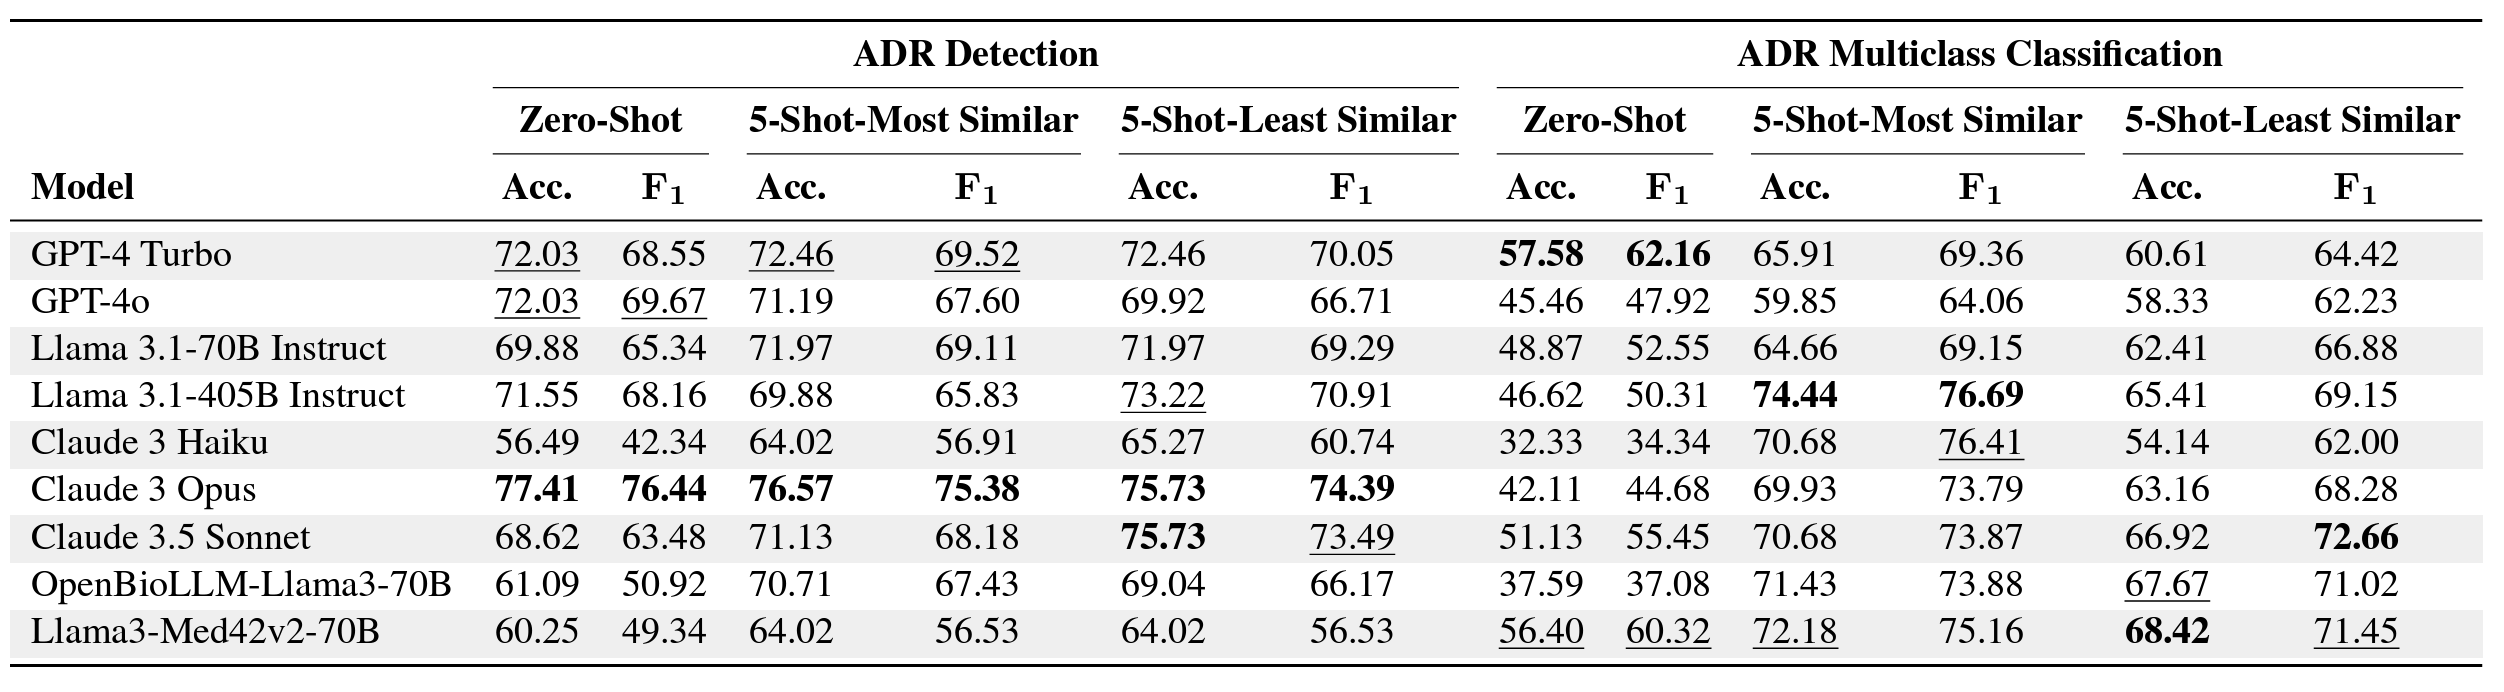 ADR Detection ADR Multiclass Classification
Zero-Shot 5-Shot-Most Similar 5-Shot-Least Similar Zero-Shot 5-Shot-Most Similar 5-Shot-Least Similar
Model Acc. F1 Acc. F1 Acc. F1 Acc. F1 Acc. F1 Acc. F1
GPT-4 Turbo 72.03 68.55 72.46 69.52 72.46 70.05 57.58 62.16 65.91 69.36 60.61 64.42
GPT-4o 72.03 69.67 71.19 67.60 69.92 66.71 45.46 47.92 59.85 64.06 58.33 62.23
Llama 3.1-70B Instruct 69.88 65.34 71.97 69.11 71.97 69.29 48.87 52.55 64.66 69.15 62.41 66.88
Llama 3.1-405B Instruct 71.55 68.16 69.88 65.83 73.22 70.91 46.62 50.31 74.44 76.69 65.41 69.15
Claude 3 Haiku 56.49 42.34 64.02 56.91 65.27 60.74 32.33 34.34 70.68 76.41 54.14 62.00
Claude 3 Opus 77.41 76.44 76.57 75.38 75.73 74.39 42.11 44.68 69.93 73.79 63.16 68.28
Claude 3.5 Sonnet 68.62 63.48 71.13 68.18 75.73 73.49 51.13 55.45 70.68 73.87 66.92 72.66
OpenBioLLM-Llama3-70B 61.09 50.92 70.71 67.43 69.04 66.17 37.59 37.08 71.43 73.88 67.67 71.02
Llama3-Med42v2-70B 60.25 49.34 64.02 56.53 64.02 56.53 56.40 60.32 72.18 75.16 68.42 71.45